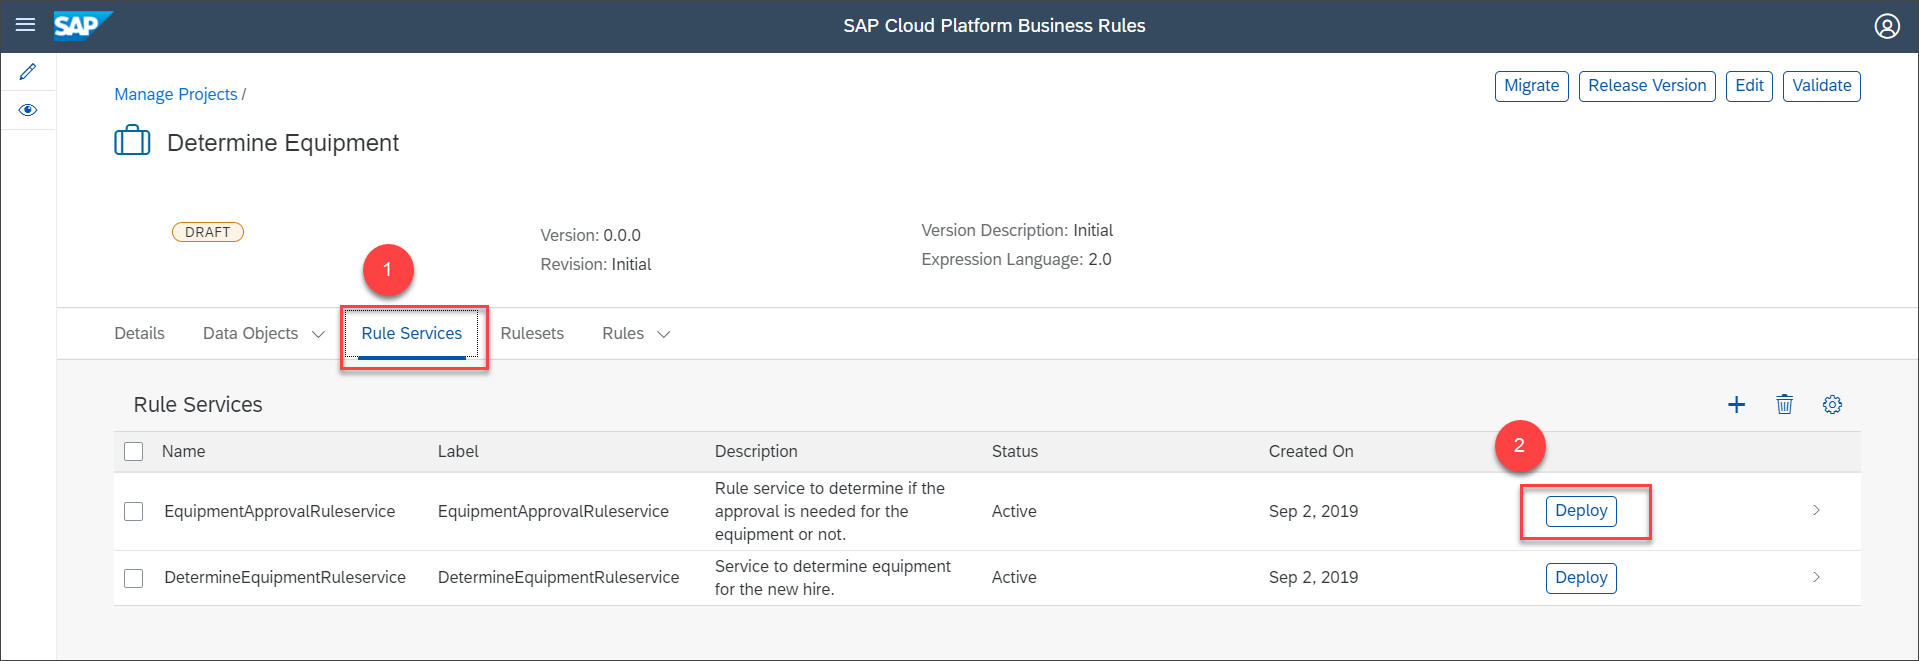 SAP
SAP Cloud Platform Business Rules
Manage Projects /
Migrate
Release Version
Edit
Validate
Determine Equipment
DRAFT
Version: 0.0.0
Revision: Initial
Version Description: Initial
Expression Language: 2.0
1
Details
Data Objects
Rule Services
Rulesets
Rules
Rule Services
Name
Label
Description
Status
Created On
2
EquipmentApprovalRuleservice
EquipmentApprovalRuleservice
Rule service to determine if the
approval is needed for the
equipment or not.
Active
Sep 2, 2019
Deploy
DetermineEquipmentRuleservice
DetermineEquipmentRuleservice
Service to determine equipment
for the new hire.
Active
Sep 2, 2019
Deploy